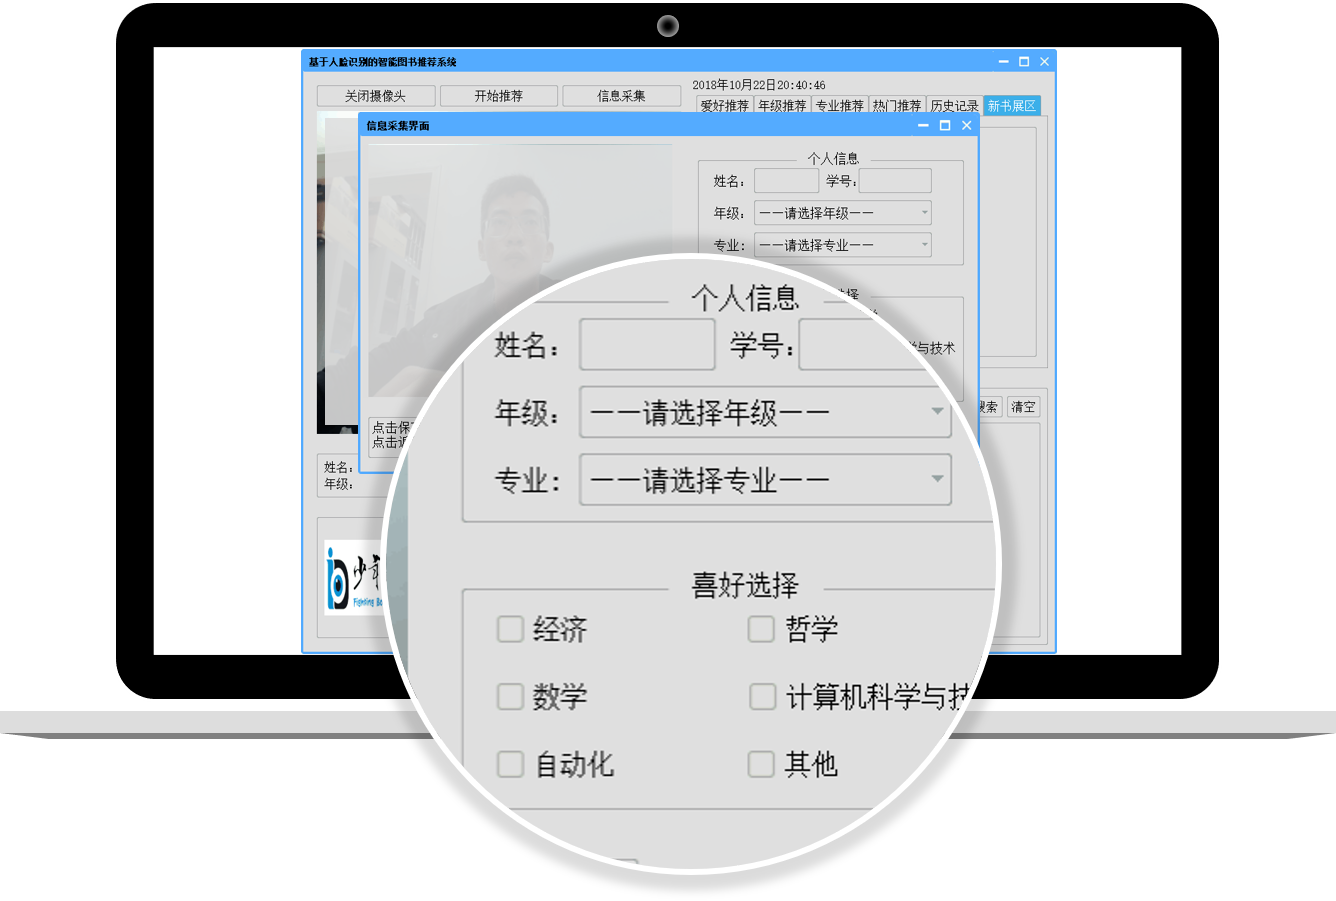 基于人脸识别的智能图书推荐系统
2018年10月22日20:40:46
关闭摄像头 开始推荐 信息采集
爱好推荐 年级推荐 专业推荐 热门推荐 历史记录 新书展区
信息采集界面
个人信息
姓名： 学号：
年级： ——请选择年级——
专业： ——请选择专业——
择
学与技术
搜索 清空
点击保
点击返
姓名：
年级：
少年
Fighting
个人信息
姓名： 学号：
年级： ——请选择年级——
专业： ——请选择专业——
喜好选择
经济 哲学
数学 计算机科学与技
自动化 其他